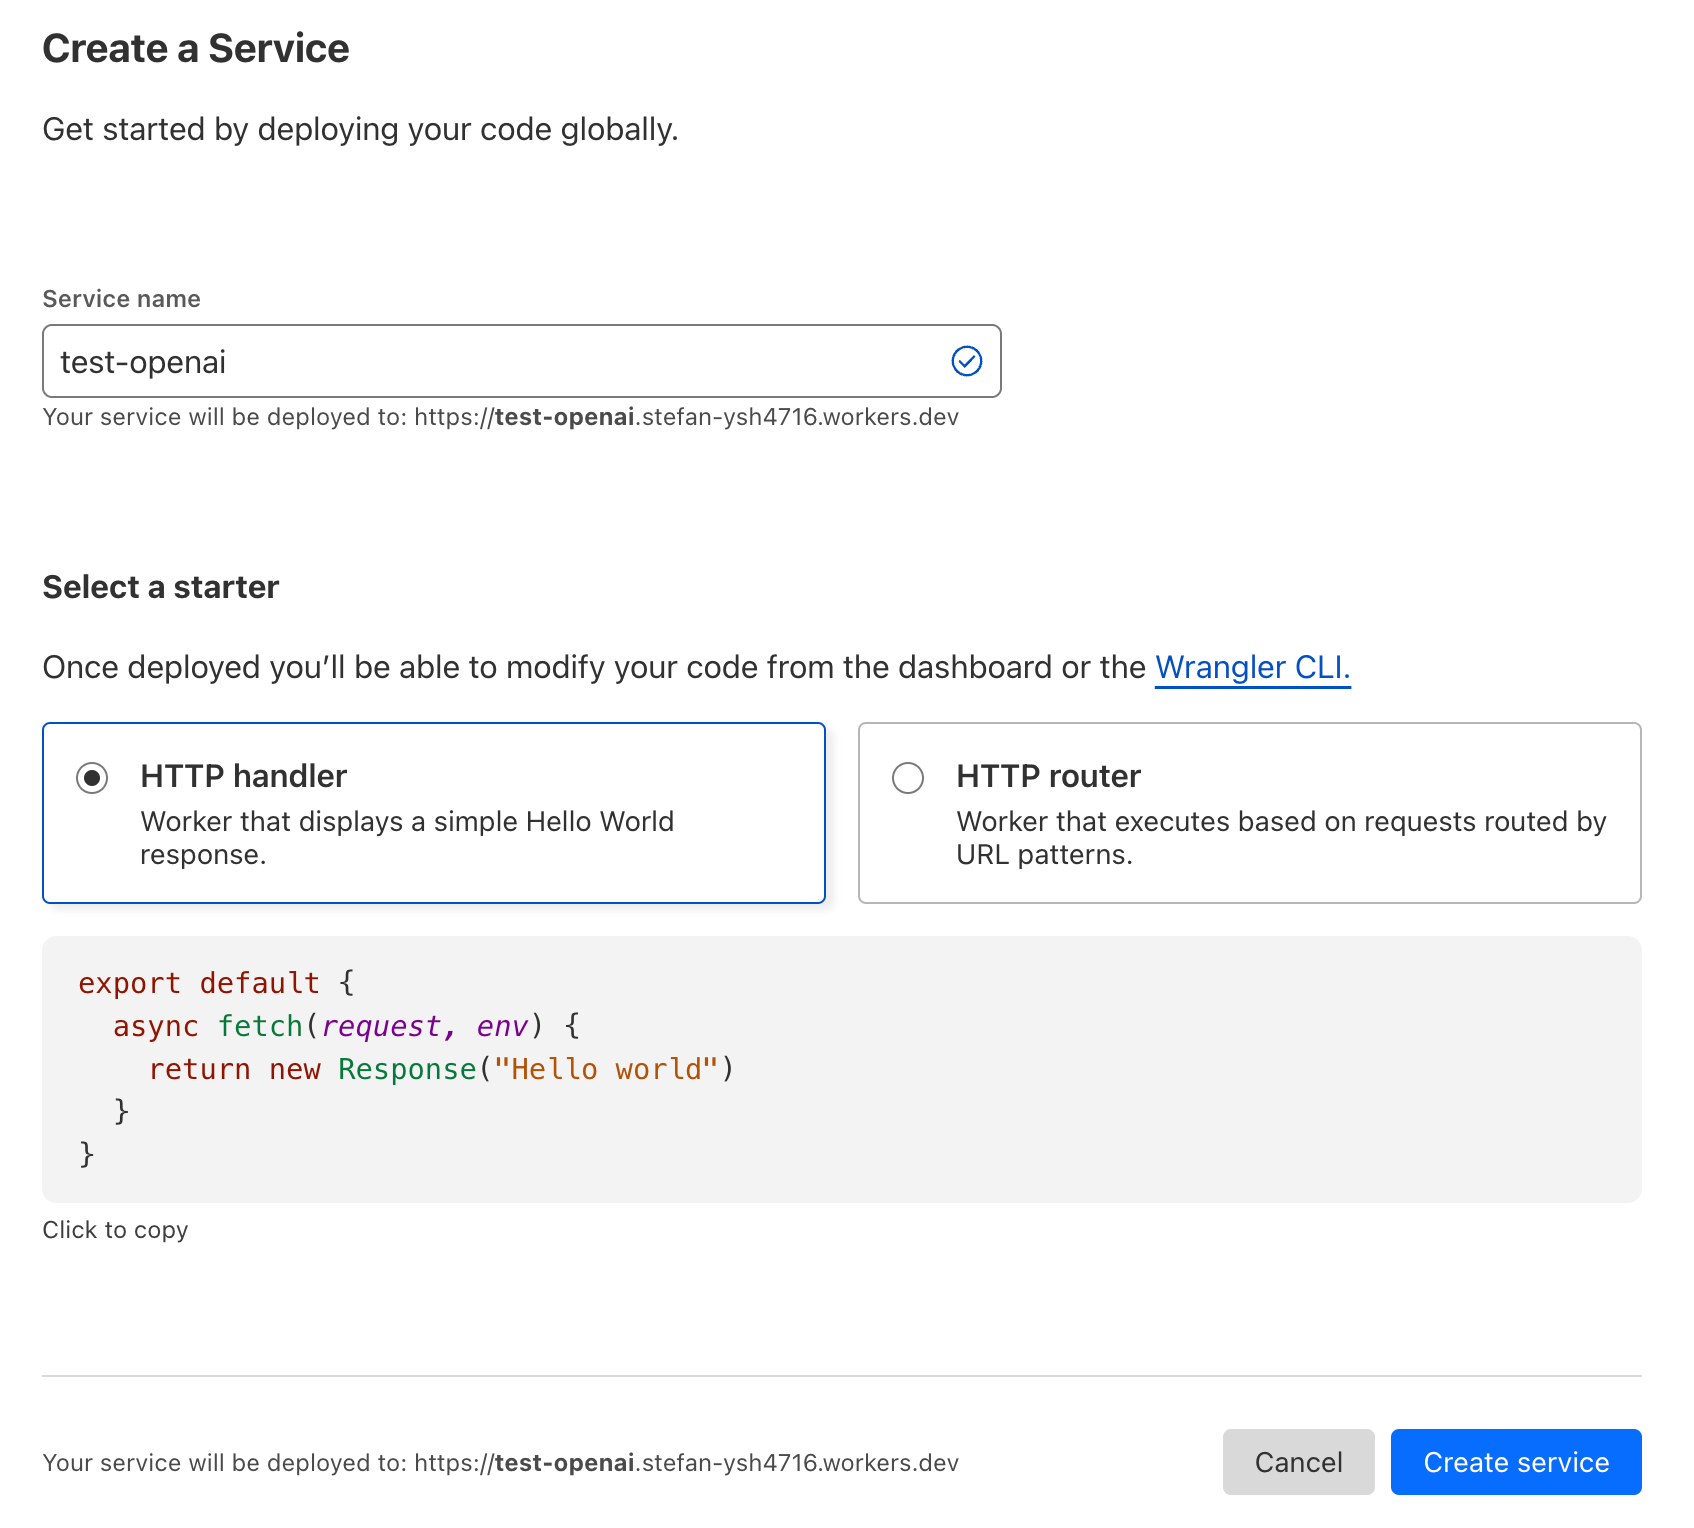 Create a Service
Get started by deploying your code globally.
Service name
test-openai
Your service will be deployed to: https://test-openai.stefan-ysh4716.workers.dev
Select a starter
Once deployed you’ll be able to modify your code from the dashboard or the Wrangler CLI.
HTTP handler
Worker that displays a simple Hello World
response.
HTTP router
Worker that executes based on requests routed by
URL patterns.
export default {
  async fetch(request, env) {
    return new Response("Hello world")
  }
}
Click to copy
Your service will be deployed to: https://test-openai.stefan-ysh4716.workers.dev
Cancel
Create service